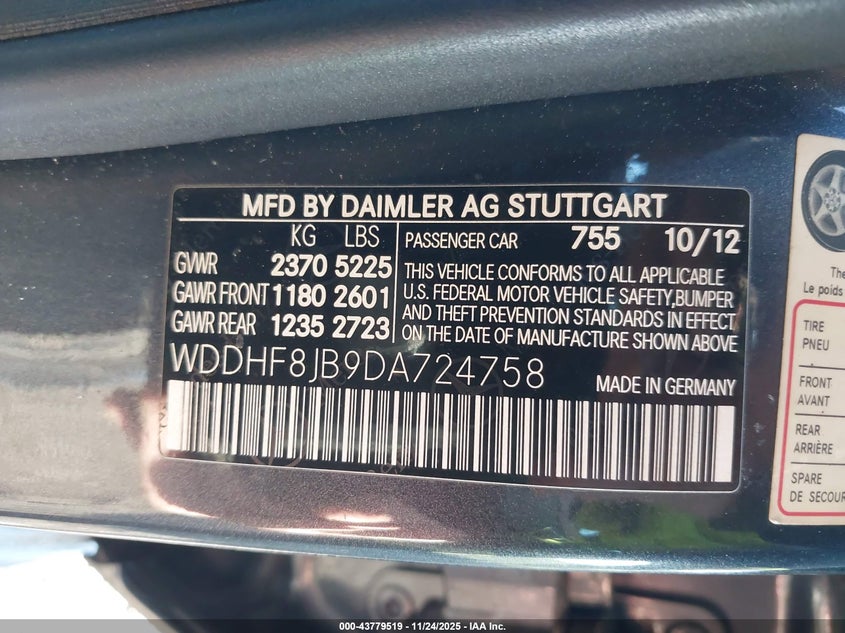 MFD BY DAIMLER AG STUTTGART
KG LBS
GVWR 2370 5225
GAWR FRONT 1180 2601
GAWR REAR 1235 2723
PASSENGER CAR 755 10/12
THIS VEHICLE CONFORMS TO ALL APPLICABLE
U.S. FEDERAL MOTOR VEHICLE SAFETY,BUMPER
AND THEFT PREVENTION STANDARDS IN EFFECT
ON THE DATE OF MANUFACTURE SHOWN ABOVE
WDDHF8JB9DA724758
MADE IN GERMANY
The
Le poids
TIRE
PNEU
FRONT
AVANT
REAR
ARRIÈRE
SPARE
DE SECOUR
000-43779519 - 11/24/2025 - IAA Inc.